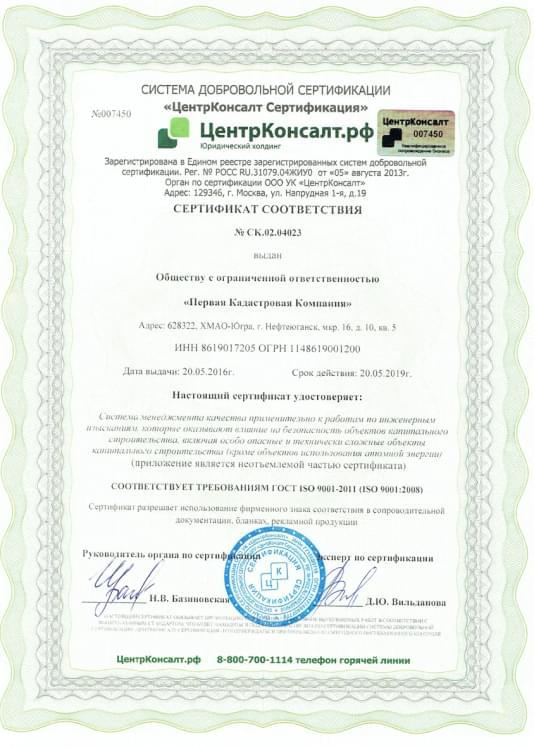 СИСТЕМА ДОБРОВОЛЬНОЙ СЕРТИФИКАЦИИ
№007450
«ЦентрКонсалт Сертификация»
ЦентрКонсалт.рф
Юридический холдинг
ЦентрКонсалт
007450
Квалифицированное
сопровождение бизнеса
Зарегистрирована в Едином реестре зарегистрированных систем добровольной
сертификации. Рег. № РОСС RU.31079.04ЖИУ0 от «05» августа 2013г.
Орган по сертификации ООО УК «ЦентрКонсалт»
Адрес: 129346, г. Москва, ул. Напрудная 1-я, д.19
СЕРТИФИКАТ СООТВЕТСТВИЯ
№ СК.02.04023
выдан
Обществу с ограниченной ответственностью
«Первая Кадастровая Компания»
Адрес: 628322, ХМАО-Югра, г. Нефтеюганск, мкр. 16, д. 10, кв. 5
ИНН 8619017205 ОГРН 1148619001200
Дата выдачи: 20.05.2016г. Срок действия: 20.05.2019г.
Настоящий сертификат удостоверяет:
Система менеджмента качества применительно к работам по инженерным
изысканиям, которые оказывают влияние на безопасность объектов капитального
строительства, включая особо опасные и технически сложные объекты
капитального строительства (кроме объектов использования атомной энергии)
(приложение является неотъемлемой частью сертификата)
СООТВЕТСТВУЕТ ТРЕБОВАНИЯМ ГОСТ ISO 9001-2011 (ISO 9001:2008)
Сертификат разрешает использование фирменного знака соответствия в сопроводительной
документации, бланках, рекламной продукции
Руководитель органа по сертификации Эксперт по сертификации
СЕРТИФИКАЦИЯ
Ц К
СЕРТИФИКАЦИЯ
Н.В. Базиновская Д.Ю. Вильданова
ЦентрКонсалт.рф 8-800-700-1114 телефон горячей линии